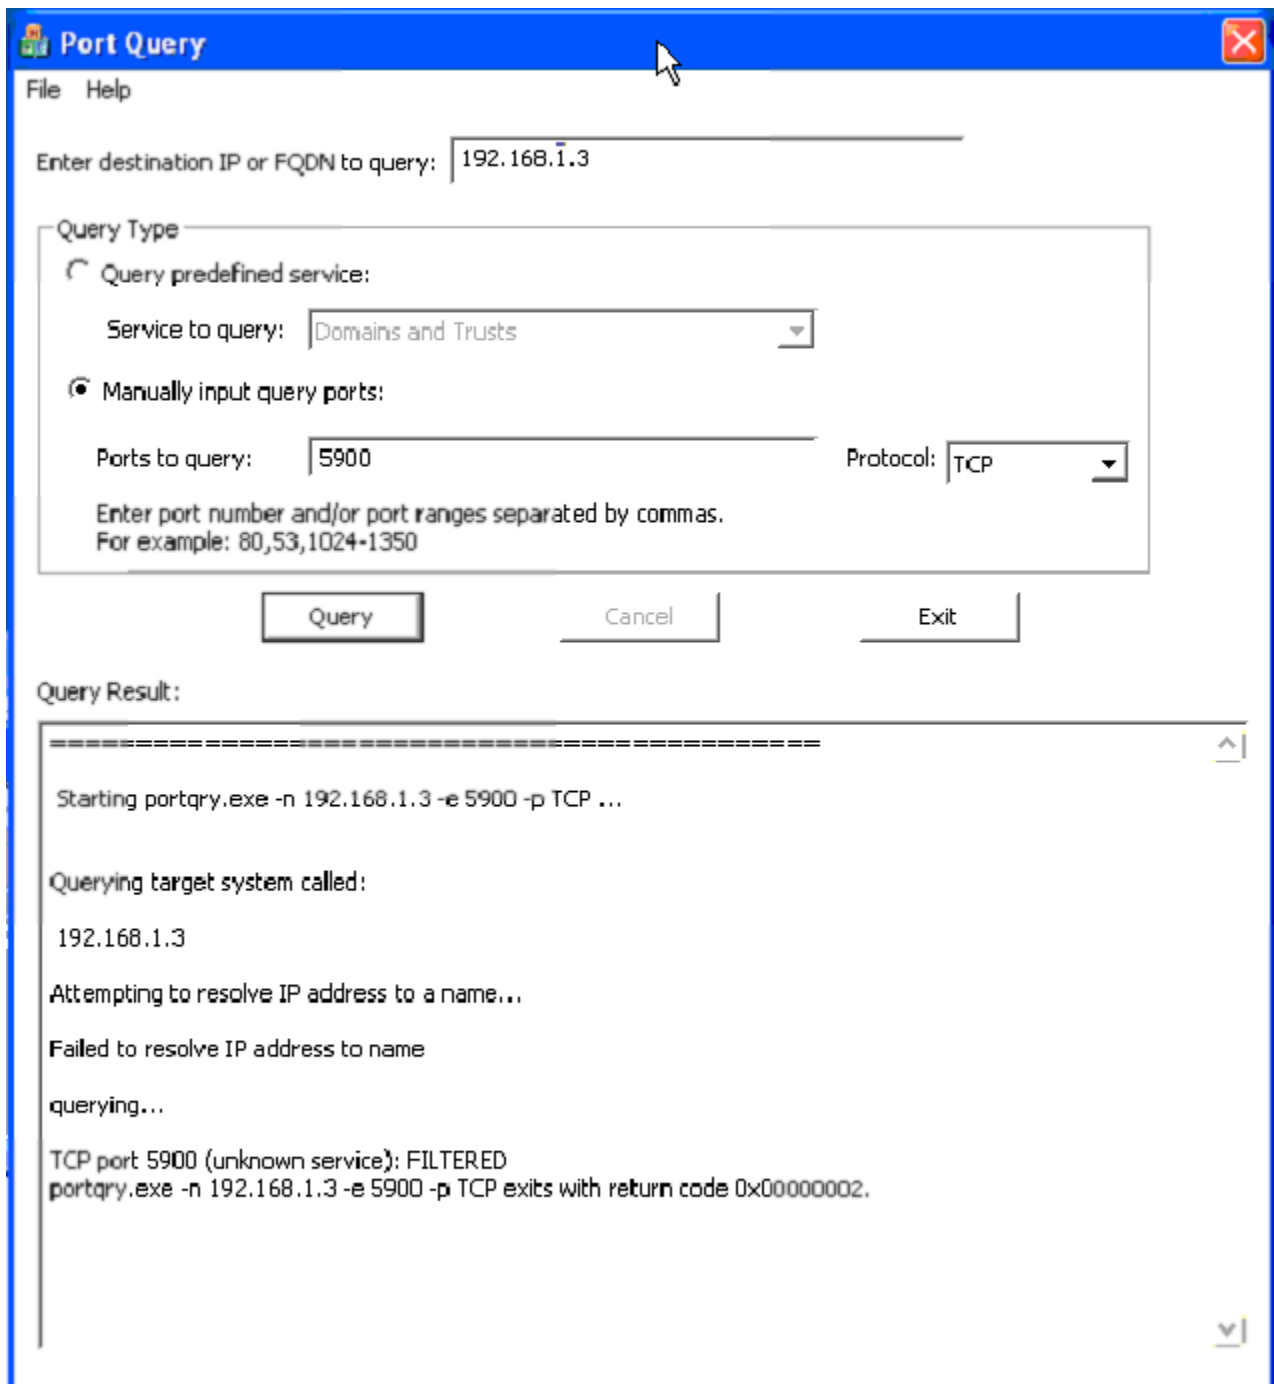 Port Query
File Help
Enter destination IP or FQDN to query: 192.168.1.3
Query Type
Query predefined service:
Service to query: Domains and Trusts
Manually input query ports:
Ports to query: 5900 Protocol: TCP
Enter port number and/or port ranges separated by commas.
For example: 80,53,1024-1350
Query Cancel Exit
Query Result:
=============================================
Starting portqry.exe -n 192.168.1.3 -e 5900 -p TCP ...
Querying target system called:
192.168.1.3
Attempting to resolve IP address to a name...
Failed to resolve IP address to name
querying...
TCP port 5900 (unknown service): FILTERED
portqry.exe -n 192.168.1.3 -e 5900 -p TCP exits with return code 0x00000002.